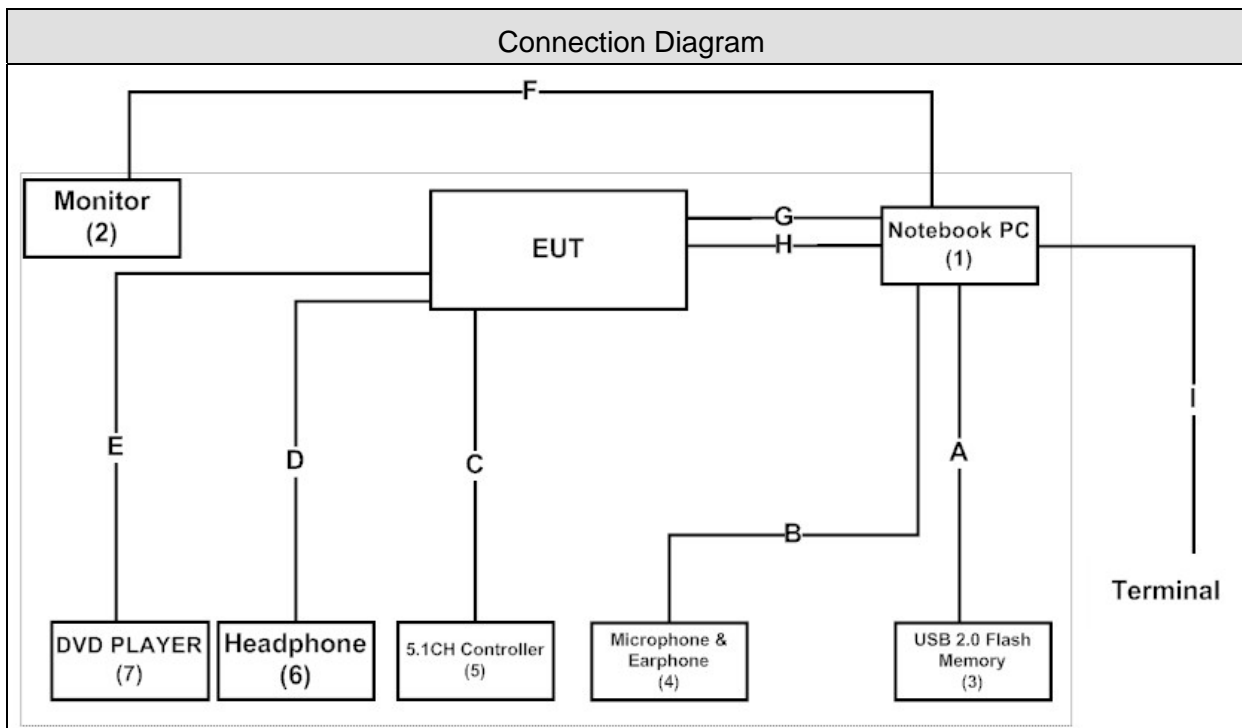 Connection Diagram
F
Monitor
(2)
EUT
G
H
Notebook PC
(1)
E
D
C
A
I
B
Terminal
DVD PLAYER
(7)
Headphone
(6)
5.1CH Controller
(5)
Microphone &
Earphone
(4)
USB 2.0 Flash
Memory
(3)